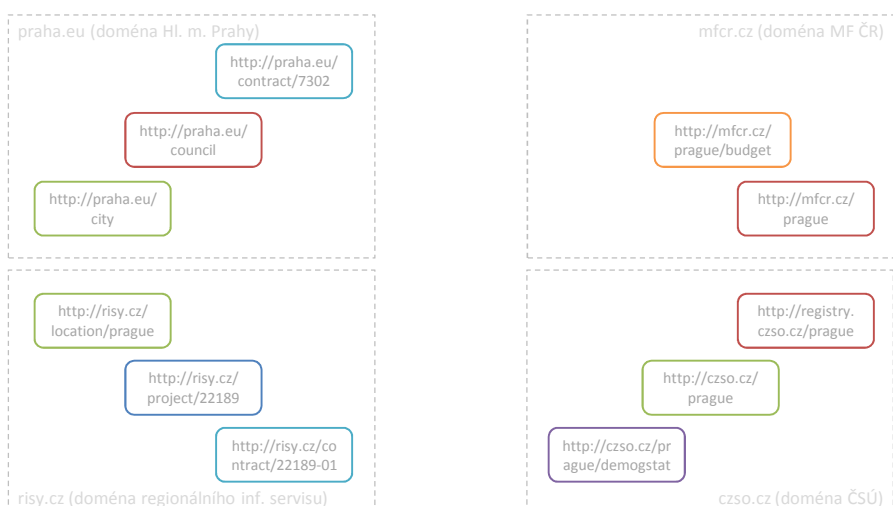 praha.eu (doména Hl. m. Prahy)
http://praha.eu/
contract/7302
http://praha.eu/
council
http://praha.eu/
city
mfcr.cz (doména MF ČR)
http://mfcr.cz/
prague/budget
http://mfcr.cz/
prague
http://risy.cz/
location/prague
http://risy.cz/
project/22189
http://risy.cz/co
ntract/22189-01
risy.cz (doména regionálního inf. servisu)
http://registry.
czso.cz/prague
http://czso.cz/
prague
http://czso.cz/pr
ague/demogstat
czso.cz (doména ČSÚ)